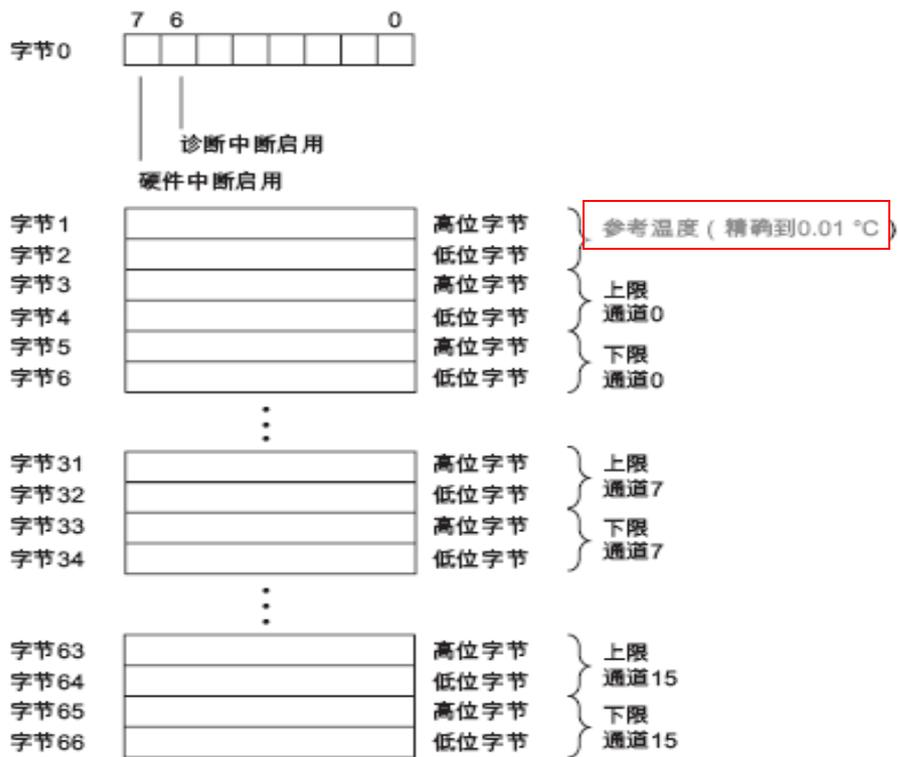 7 6 0
字节0
诊断中断启用
硬件中断启用
字节1 高位字节 参考温度（精确到0.01 °C）
字节2 低位字节
字节3 高位字节 上限
字节4 低位字节 通道0
字节5 高位字节 下限
字节6 低位字节 通道0
字节31 高位字节 上限
字节32 低位字节 通道7
字节33 高位字节 下限
字节34 低位字节 通道7
字节63 高位字节 上限
字节64 低位字节 通道15
字节65 高位字节 下限
字节66 低位字节 通道15